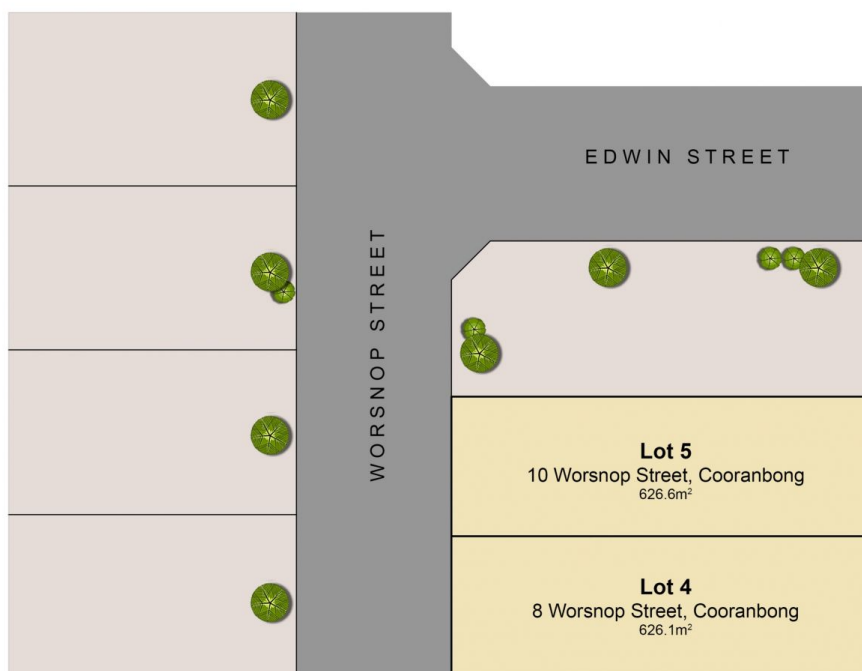 EDWIN STREET
WORSNOP STREET
Lot 5
10 Worsnop Street, Cooranbong
626.6m²
Lot 4
8 Worsnop Street, Cooranbong
626.1m²